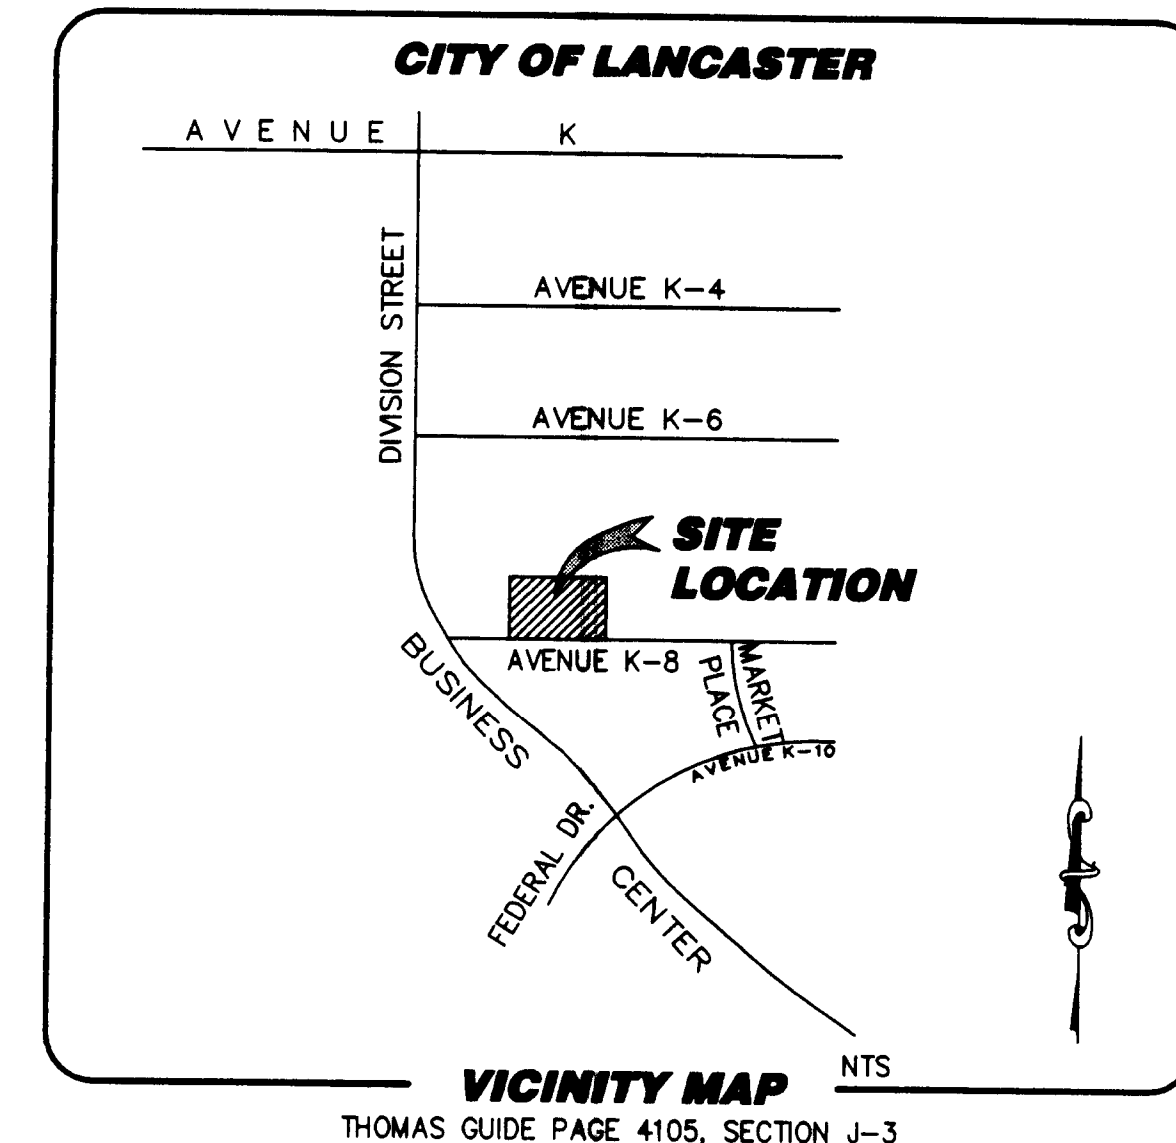 CITY OF LANCASTER
AVENUE K
DIVISION STREET
AVENUE K-4
AVENUE K-6
SITE
LOCATION
AVENUE K-8
MARKET
PLACE
BUSINESS
AVENUE K-10
FEDERAL DR.
CENTER
NTS
VICINITY MAP
THOMAS GUIDE PAGE 4105, SECTION J-3